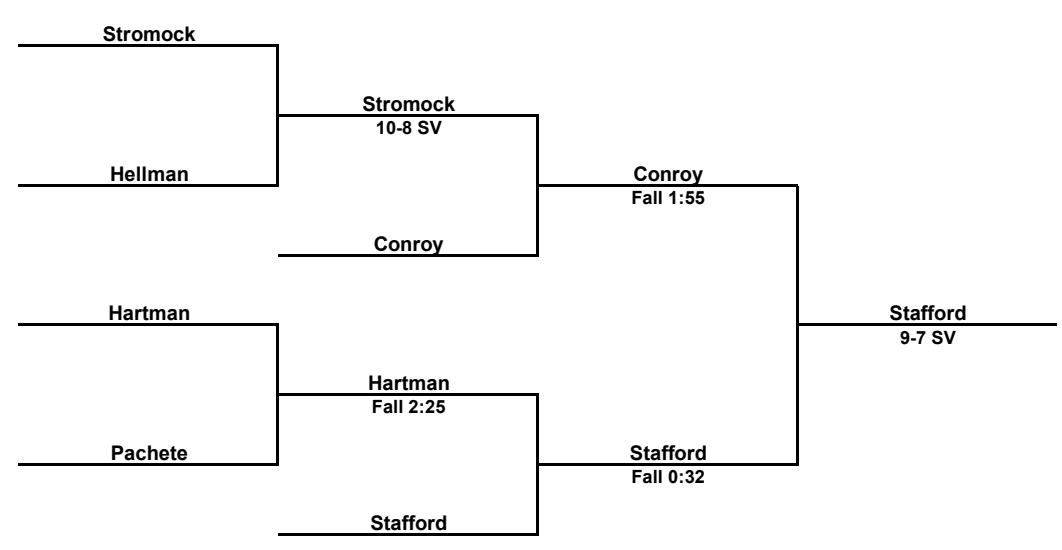 Stromock
Stromock
10-8 SV
Hellman
Conroy
Fall 1:55
Conroy
Hartman
Stafford
9-7 SV
Hartman
Fall 2:25
Pachete
Stafford
Fall 0:32
Stafford